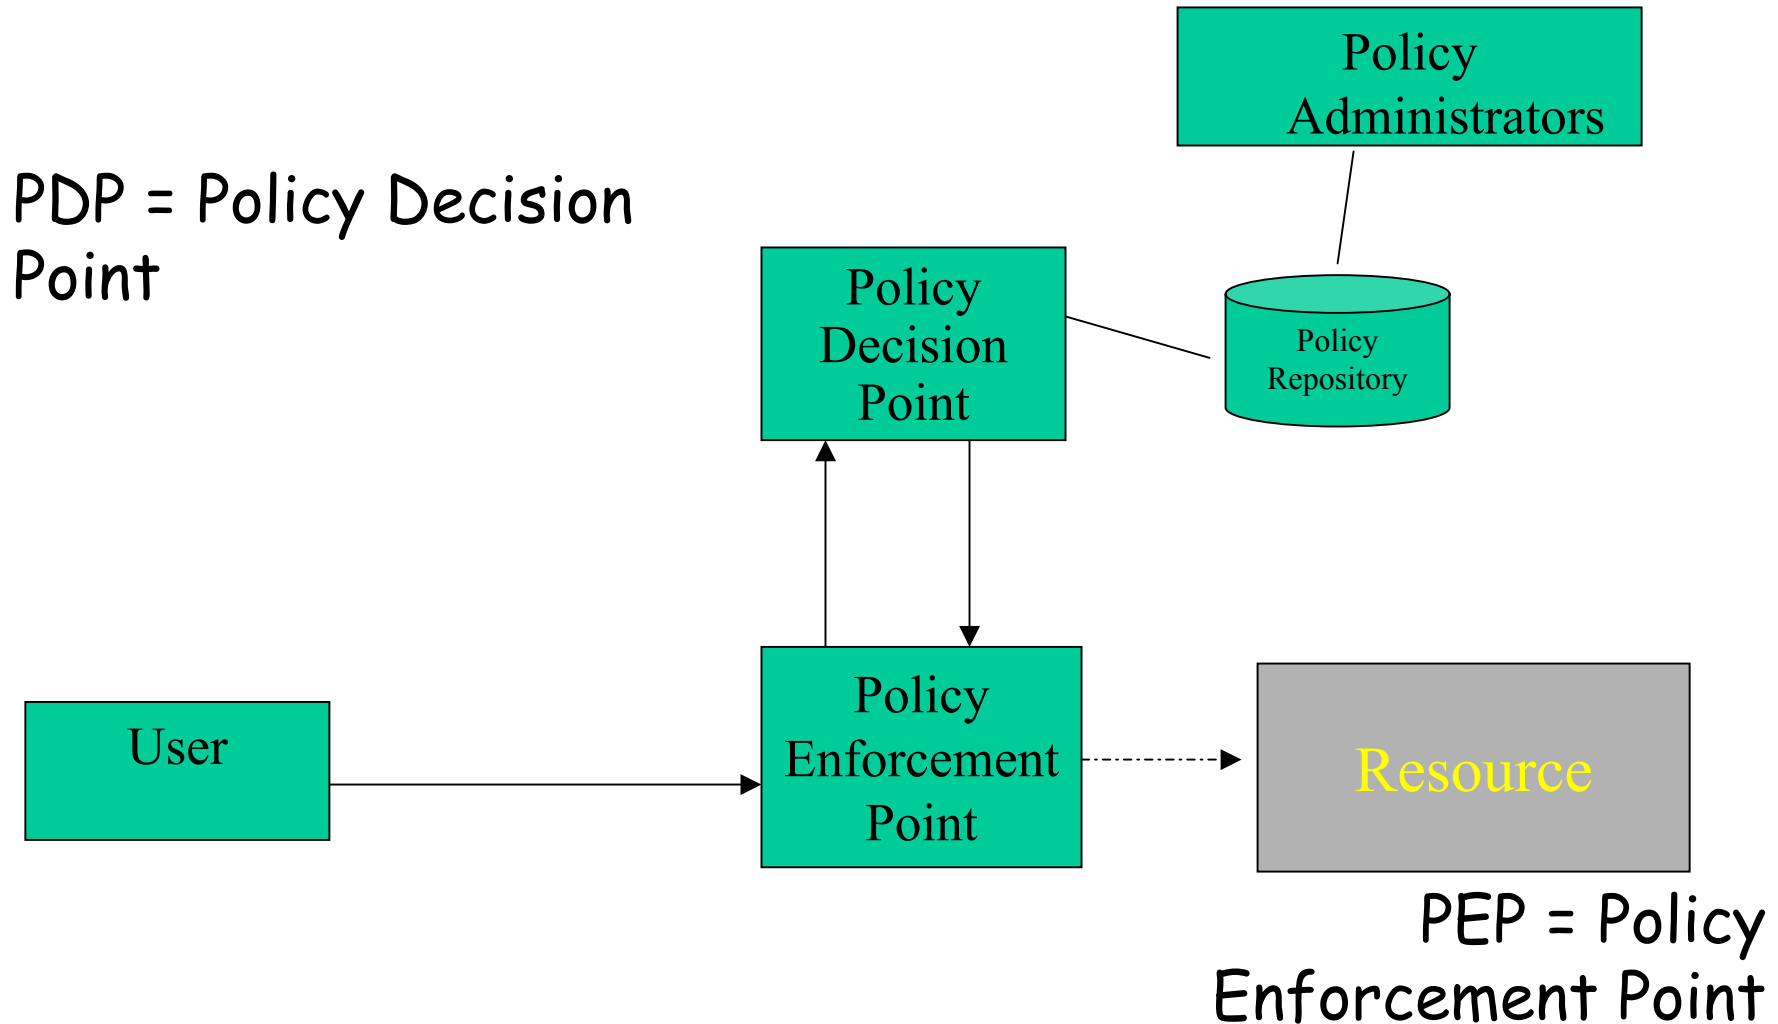 Policy
Administrators
PDP = Policy Decision
Point
Policy
Decision
Point
Policy
Repository
User
Policy
Enforcement
Point
Resource
PEP = Policy
Enforcement Point